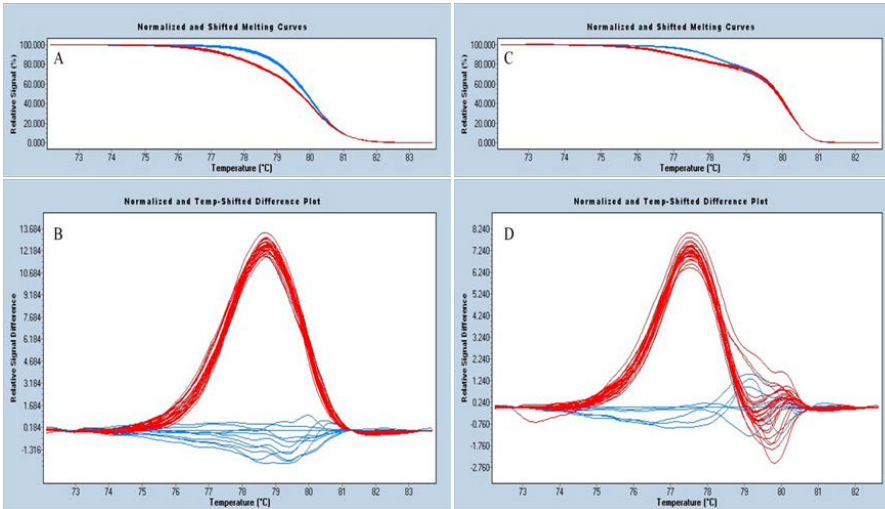 Normalized and Shifted Melting Curves
A
Relative Signal (%)
100.000
80.000
60.000
40.000
20.000
0.000
73 74 75 76 77 78 79 80 81 82 83
Temperature (°C)
Normalized and Shifted Melting Curves
C
Relative Signal (%)
100.000
80.000
60.000
40.000
20.000
0.000
73 74 75 76 77 78 79 80 81 82
Temperature (°C)
Normalized and Temp-Shifted Difference Plot
B
Relative Signal Difference
13.684
12.184
10.684
9.184
7.684
6.184
4.684
3.184
1.684
0.184
-1.316
73 74 75 76 77 78 79 80 81 82 83
Temperature (°C)
Normalized and Temp-Shifted Difference Plot
D
Relative Signal Difference
8.240
7.240
6.240
5.240
4.240
3.240
2.240
1.240
0.240
-0.760
-1.760
-2.760
73 74 75 76 77 78 79 80 81 82
Temperature (°C)